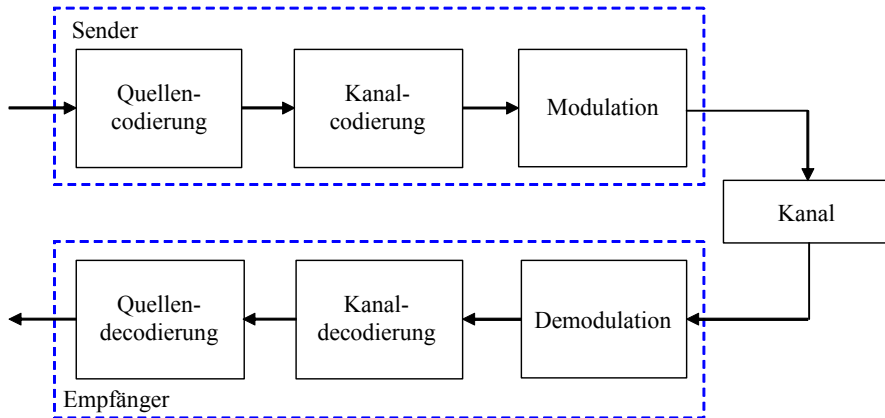 Sender
Quellen-
codierung
Kanal-
codierung
Modulation
Kanal
Quellen-
decodierung
Kanal-
decodierung
Demodulation
Empfänger